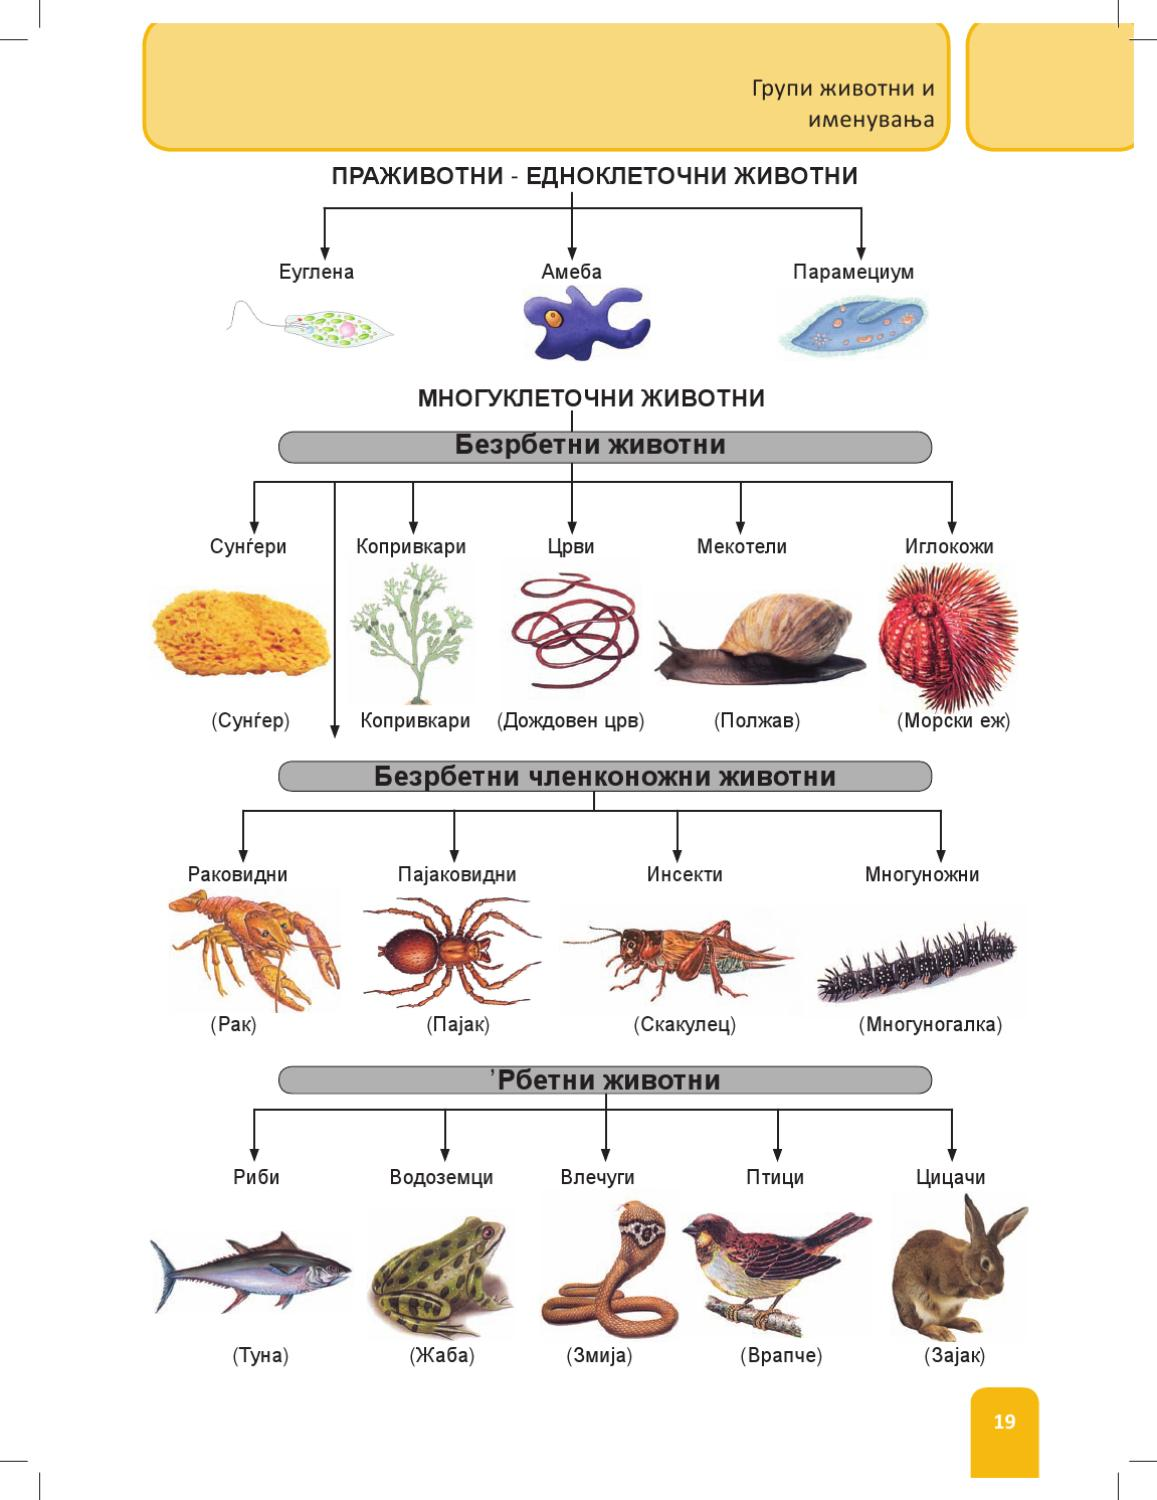 Групи животни и
именувања
ПРАЖИВОТНИ - ЕДНОКЛЕТОЧНИ ЖИВОТНИ
Еуглена Амеба Парамециум
МНОГУКЛЕТОЧНИ ЖИВОТНИ
Безрбетни животни
Сунѓери Копривкари Црви Мекотели Иглокожи
(Сунѓер) Копривкари (Дождовен црв) (Полжав) (Морски еж)
Безрбетни членконожни животни
Раковидни Пајаковидни Инсекти Многуножни
(Рак) (Пајак) (Скакулец) (Многуногалка)
’Рбетни животни
Риби Водоземци Влечуги Птици Цицачи
(Туна) (Жаба) (Змија) (Врапче) (Зајак)
19